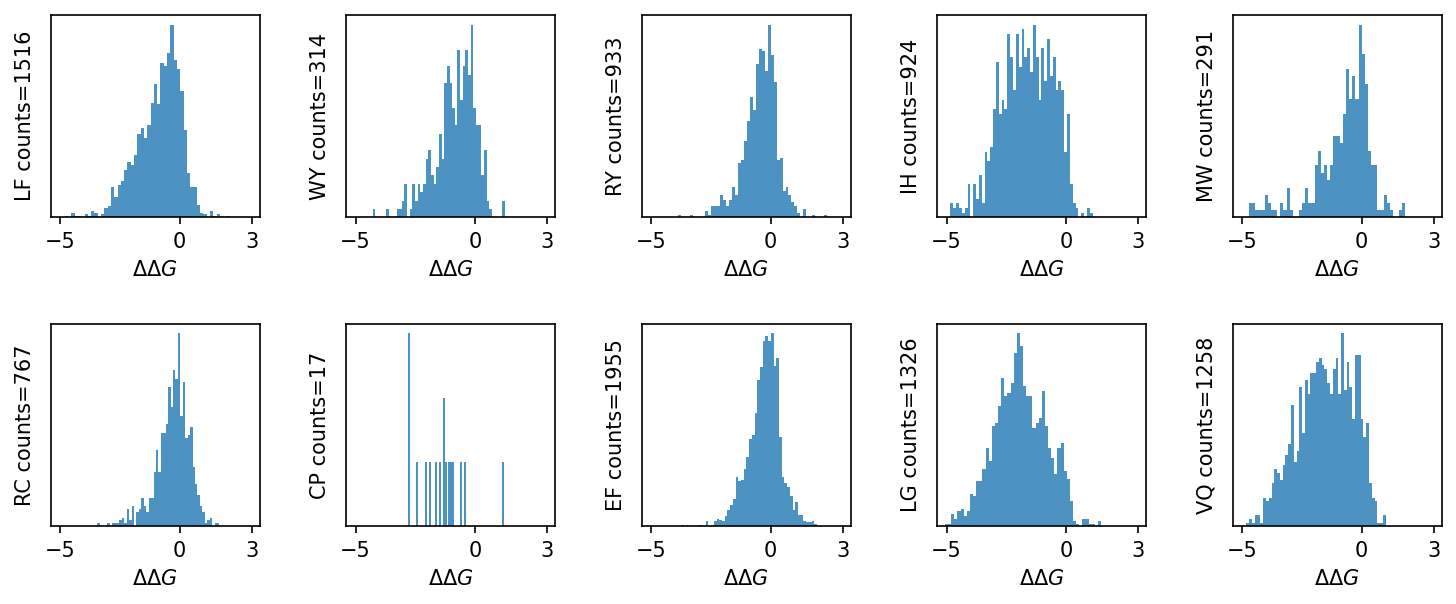 LF counts=1516
−5 0 3
ΔΔG
WY counts=314
−5 0 3
ΔΔG
RY counts=933
−5 0 3
ΔΔG
IH counts=924
−5 0 3
ΔΔG
MW counts=291
−5 0 3
ΔΔG
RC counts=767
−5 0 3
ΔΔG
CP counts=17
−5 0 3
ΔΔG
EF counts=1955
−5 0 3
ΔΔG
LG counts=1326
−5 0 3
ΔΔG
VQ counts=1258
−5 0 3
ΔΔG